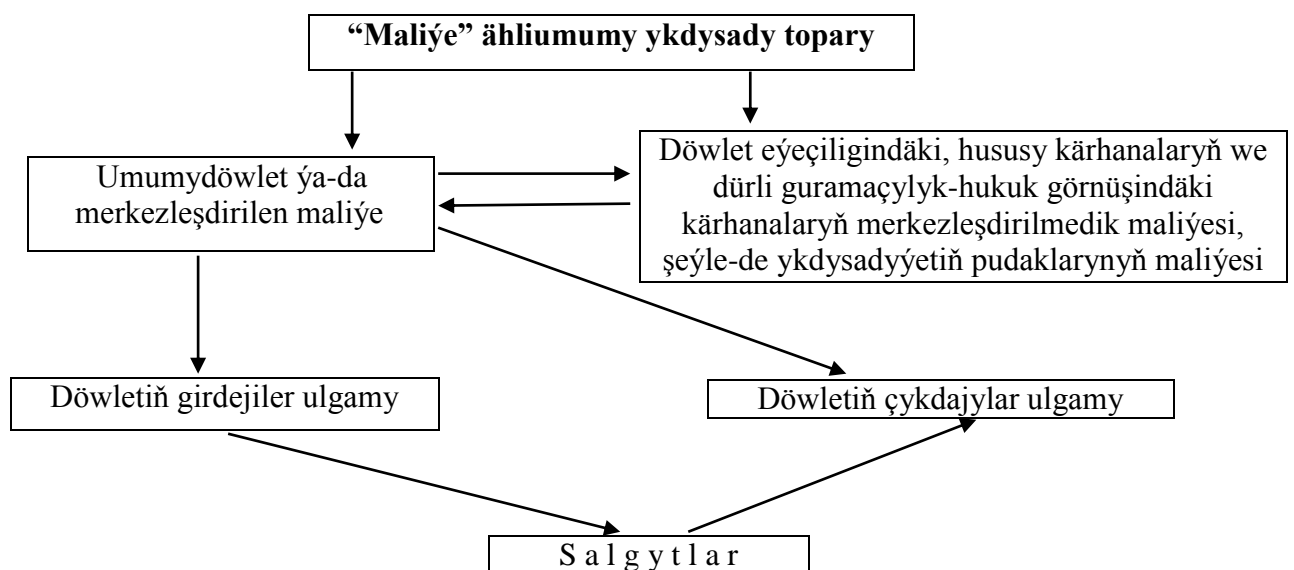 “Maliýe” ähliumumy ykdysady topary
Umumydöwlet ýa-da
merkezleşdirilen maliýe
Döwlet eýeçiligindäki, hususy kärhanalaryň we
dürli guramaçylyk-hukuk görnüşindäki
kärhanalaryň merkezleşdirilmedik maliýesi,
şeýle-de ykdysadyýetiň pudaklarynyň maliýesi
Döwletiň girdejiler ulgamy
Döwletiň çykdajylar ulgamy
S a l g y t l a r